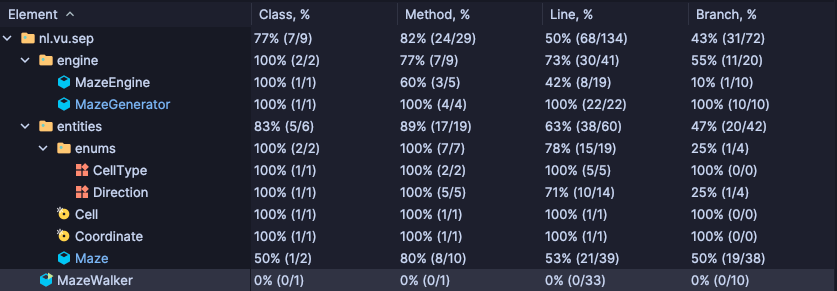 Element Class, % Method, % Line, % Branch, %
nl.vu.sep 77% (7/9) 82% (24/29) 50% (68/134) 43% (31/72)
engine 100% (2/2) 77% (7/9) 73% (30/41) 55% (11/20)
MazeEngine 100% (1/1) 60% (3/5) 42% (8/19) 10% (1/10)
MazeGenerator 100% (1/1) 100% (4/4) 100% (22/22) 100% (10/10)
entities 83% (5/6) 89% (17/19) 63% (38/60) 47% (20/42)
enums 100% (2/2) 100% (7/7) 78% (15/19) 25% (1/4)
CellType 100% (1/1) 100% (2/2) 100% (5/5) 100% (0/0)
Direction 100% (1/1) 100% (5/5) 71% (10/14) 25% (1/4)
Cell 100% (1/1) 100% (1/1) 100% (1/1) 100% (0/0)
Coordinate 100% (1/1) 100% (1/1) 100% (1/1) 100% (0/0)
Maze 50% (1/2) 80% (8/10) 53% (21/39) 50% (19/38)
MazeWalker 0% (0/1) 0% (0/1) 0% (0/33) 0% (0/10)